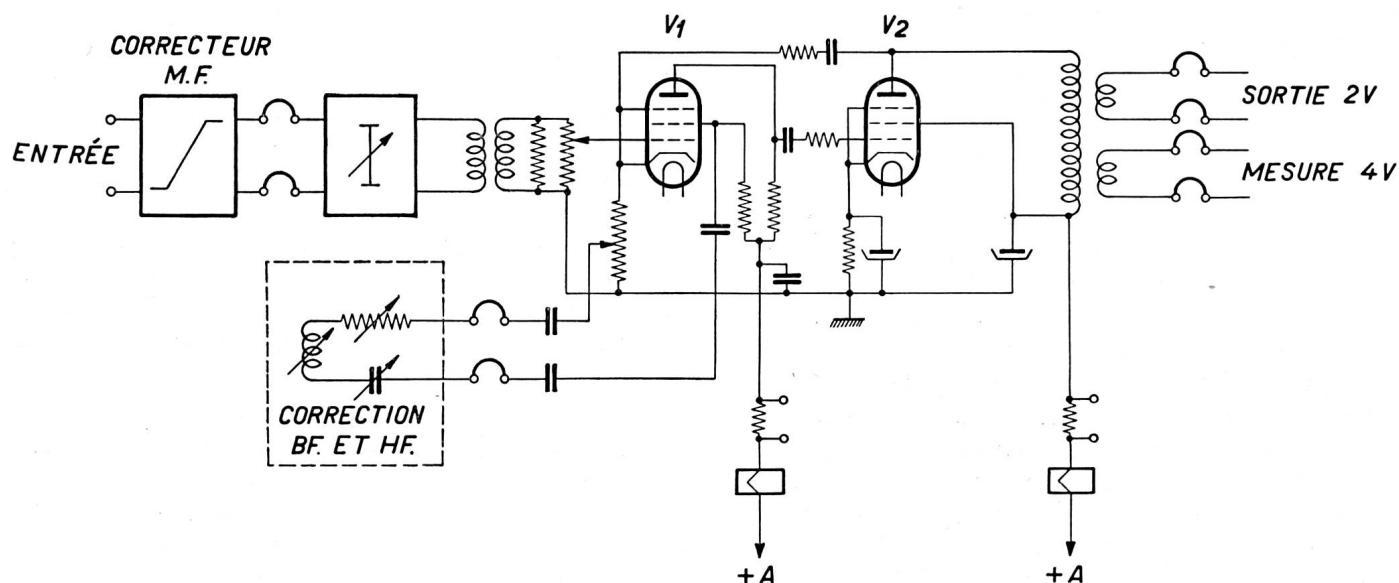 CORRECTEUR
M.F.
ENTRÉE
V1
V2
SORTIE 2V
MESURE 4V
CORRECTION
BF. ET HF.
+A
+A